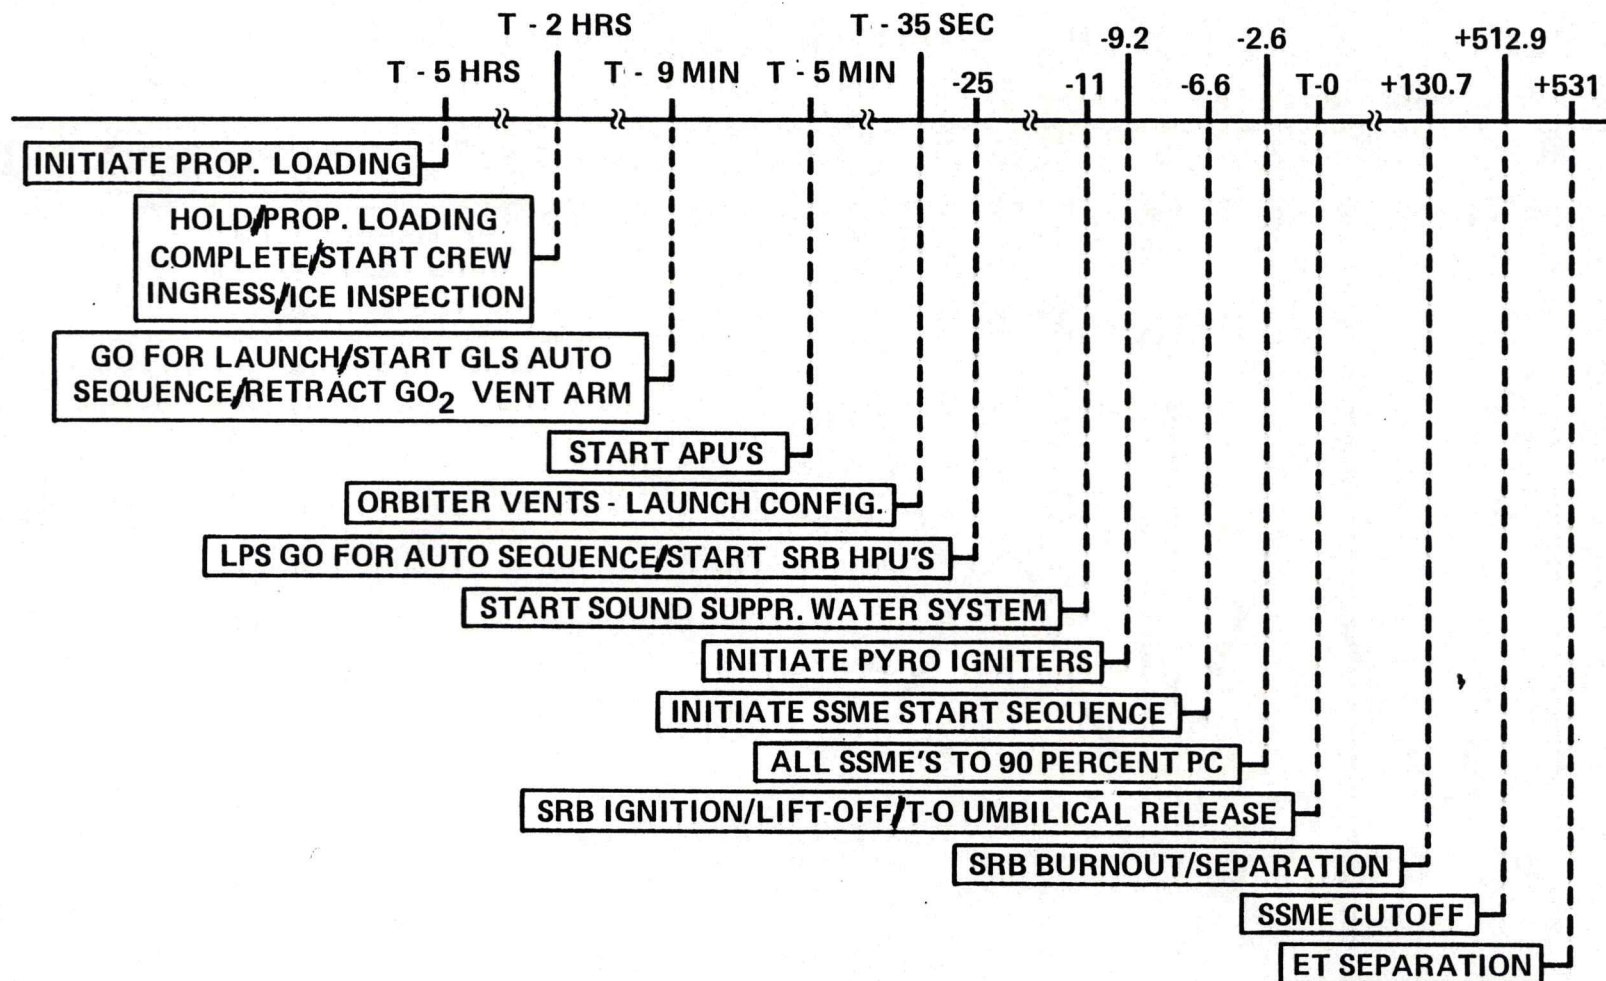 T - 2 HRS
T - 35 SEC
-9.2
-2.6
+512.9
T - 5 HRS
T - 9 MIN
T - 5 MIN
-25
-11
-6.6
T-0
+130.7
+531
INITIATE PROP. LOADING
HOLD/PROP. LOADING
COMPLETE/START CREW
INGRESS/ICE INSPECTION
GO FOR LAUNCH/START GLS AUTO
SEQUENCE/RETRACT GO₂ VENT ARM
START APU'S
ORBITER VENTS - LAUNCH CONFIG.
LPS GO FOR AUTO SEQUENCE/START SRB HPU'S
START SOUND SUPPR. WATER SYSTEM
INITIATE PYRO IGNITERS
INITIATE SSME START SEQUENCE
ALL SSME'S TO 90 PERCENT PC
SRB IGNITION/LIFT-OFF/T-O UMBILICAL RELEASE
SRB BURNOUT/SEPARATION
SSME CUTOFF
ET SEPARATION